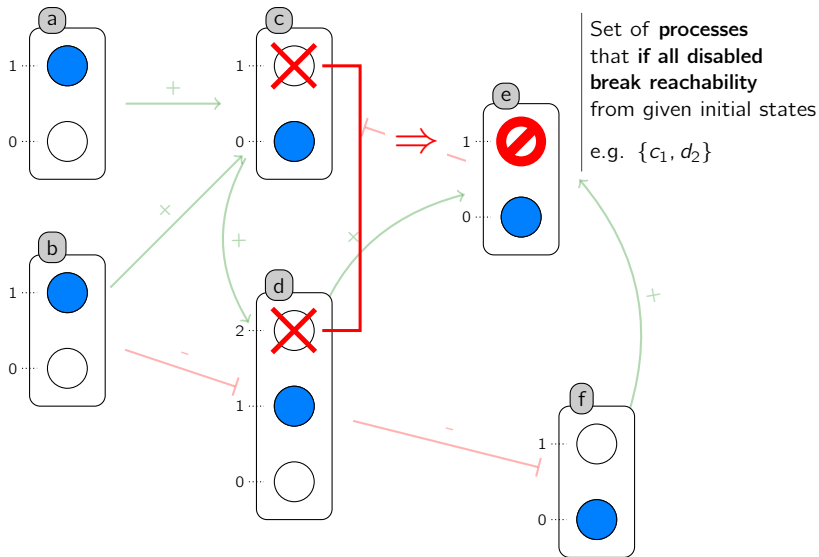 a
1
0
+
c
1
0
Set of processes
that if all disabled
break reachability
from given initial states
e.g. {c₁, d₂}
e
1
0
⇒
-
b
1
0
+
+
+
-
d
2
1
0
-
+
f
1
0